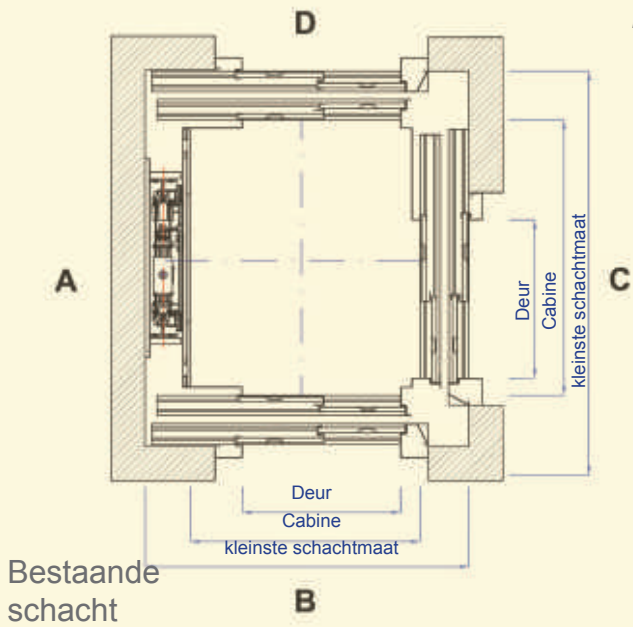 D
A
C
Deur
Cabine
kleinste schachtmaat
Deur
Cabine
kleinste schachtmaat
Bestaande
schacht
B